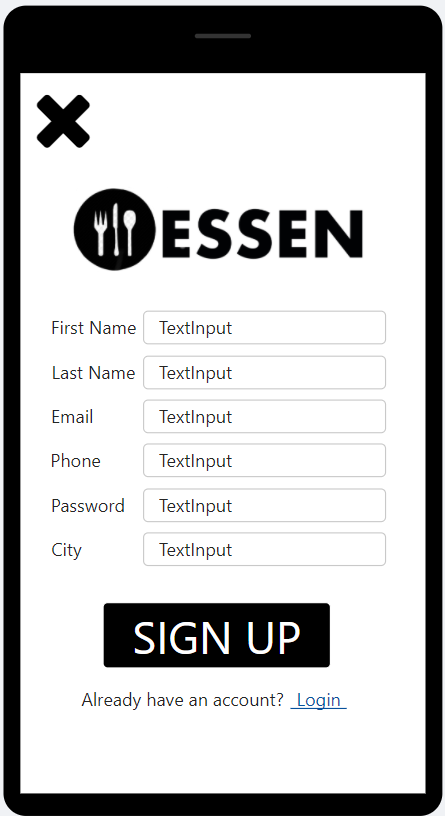 ESSEN
First Name TextInput
Last Name TextInput
Email TextInput
Phone TextInput
Password TextInput
City TextInput
SIGN UP
Already have an account? Login